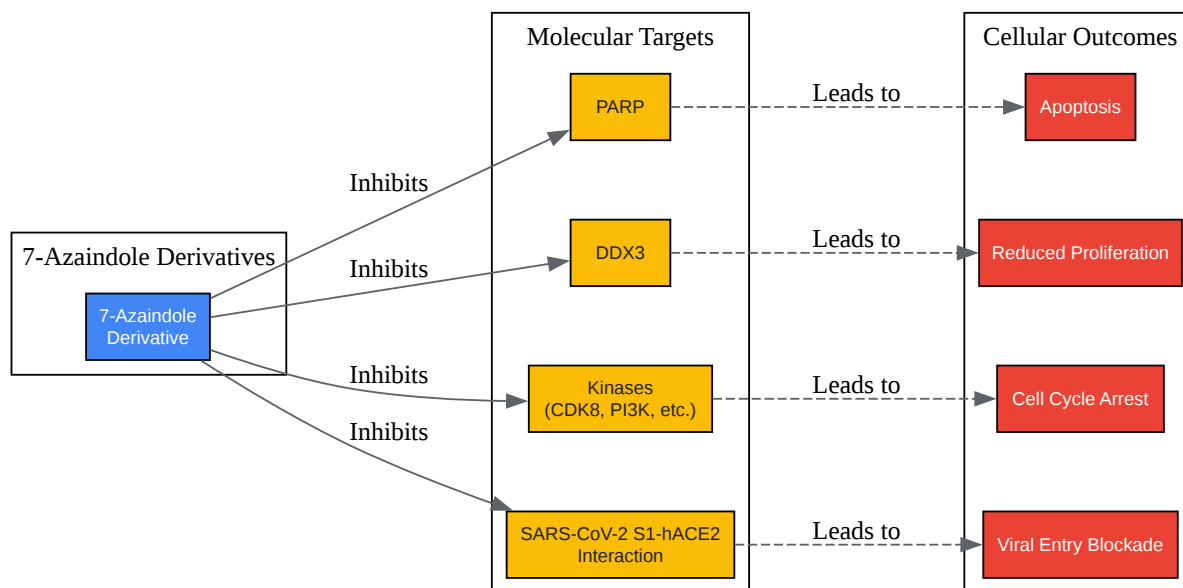 Molecular Targets
Cellular Outcomes
PARP
Leads to
Apoptosis
Inhibits
7-Azaindole Derivatives
DDX3
Leads to
Reduced Proliferation
Inhibits
7-Azaindole
Derivative
Inhibits
Kinases
(CDK8, PI3K, etc.)
Leads to
Cell Cycle Arrest
Inhibits
SARS-CoV-2 S1-hACE2
Interaction
Leads to
Viral Entry Blockade